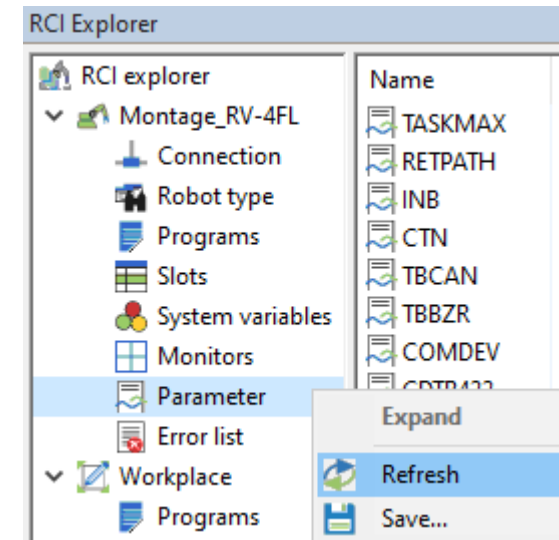 RCI Explorer
RCI explorer
Montage_RV-4FL
Connection
Robot type
Programs
Slots
System variables
Monitors
Parameter
Error list
Workplace
Programs
Name
TASKMAX
RETPATH
INB
CTN
TBCAN
TBBZR
COMDEV
Expand
Refresh
Save...